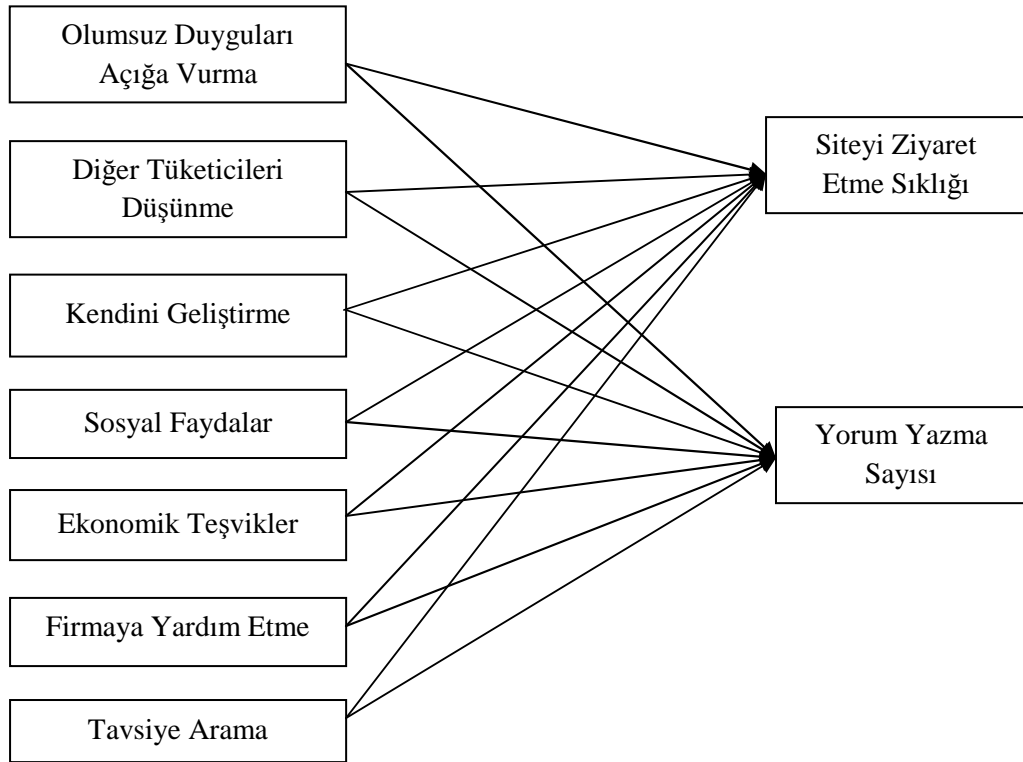 Olumsuz Duyguları
Açığa Vurma
Diğer Tüketicileri
Düşünme
Kendini Geliştirme
Sosyal Faydalar
Ekonomik Teşvikler
Firmaya Yardım Etme
Tavsiye Arama
Siteyi Ziyaret
Etme Sıklığı
Yorum Yazma
Sayısı